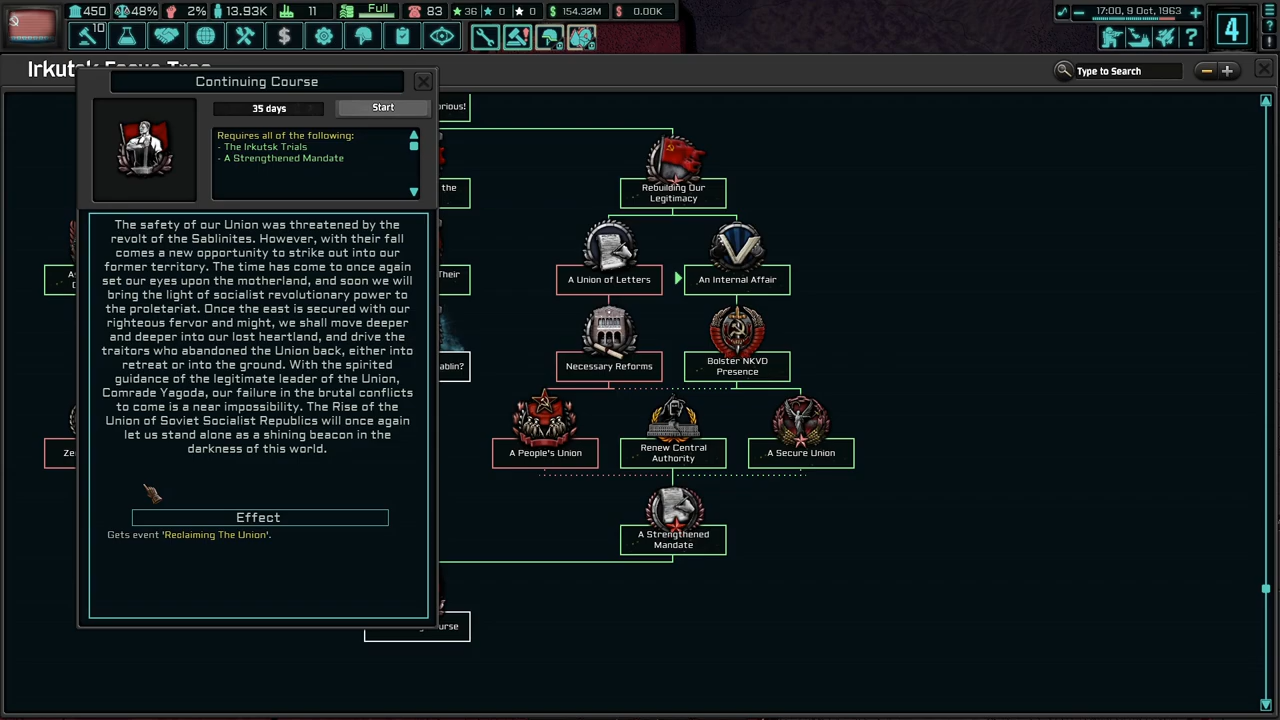 450
48%
2%
13.93K
11
Full
83
36
0
0
$ 154.32M
$ 0.00K
17:00, 9 Oct, 1963
4
10
Irkutsk Focus Tree
Type to Search
Continuing Course
35 days
Start
Requires all of the following:
- The Irkutsk Trials
- A Strengthened Mandate
The safety of our Union was threatened by the
revolt of the Sablinites. However, with their fall
comes a new opportunity to strike out into our
former territory. The time has come to once again
set our eyes upon the motherland, and soon we will
bring the light of socialist revolutionary power to
the proletariat. Once the east is secured with our
righteous fervor and might, we shall move deeper
and deeper into our lost heartland, and drive the
traitors who abandoned the Union back, either into
retreat or into the ground. With the spirited
guidance of the legitimate leader of the Union,
Comrade Yagoda, our failure in the brutal conflicts
to come is a near impossibility. The Rise of the
Union of Soviet Socialist Republics will once again
let us stand alone as a shining beacon in the
darkness of this world.
Effect
Gets event 'Reclaiming The Union'.
orious!
the
Their
blin?
Rebuilding Our
Legitimacy
A Union of Letters
An Internal Affair
Necessary Reforms
Bolster NKVD
Presence
A People's Union
Renew Central
Authority
A Secure Union
A Strengthened
Mandate
rse